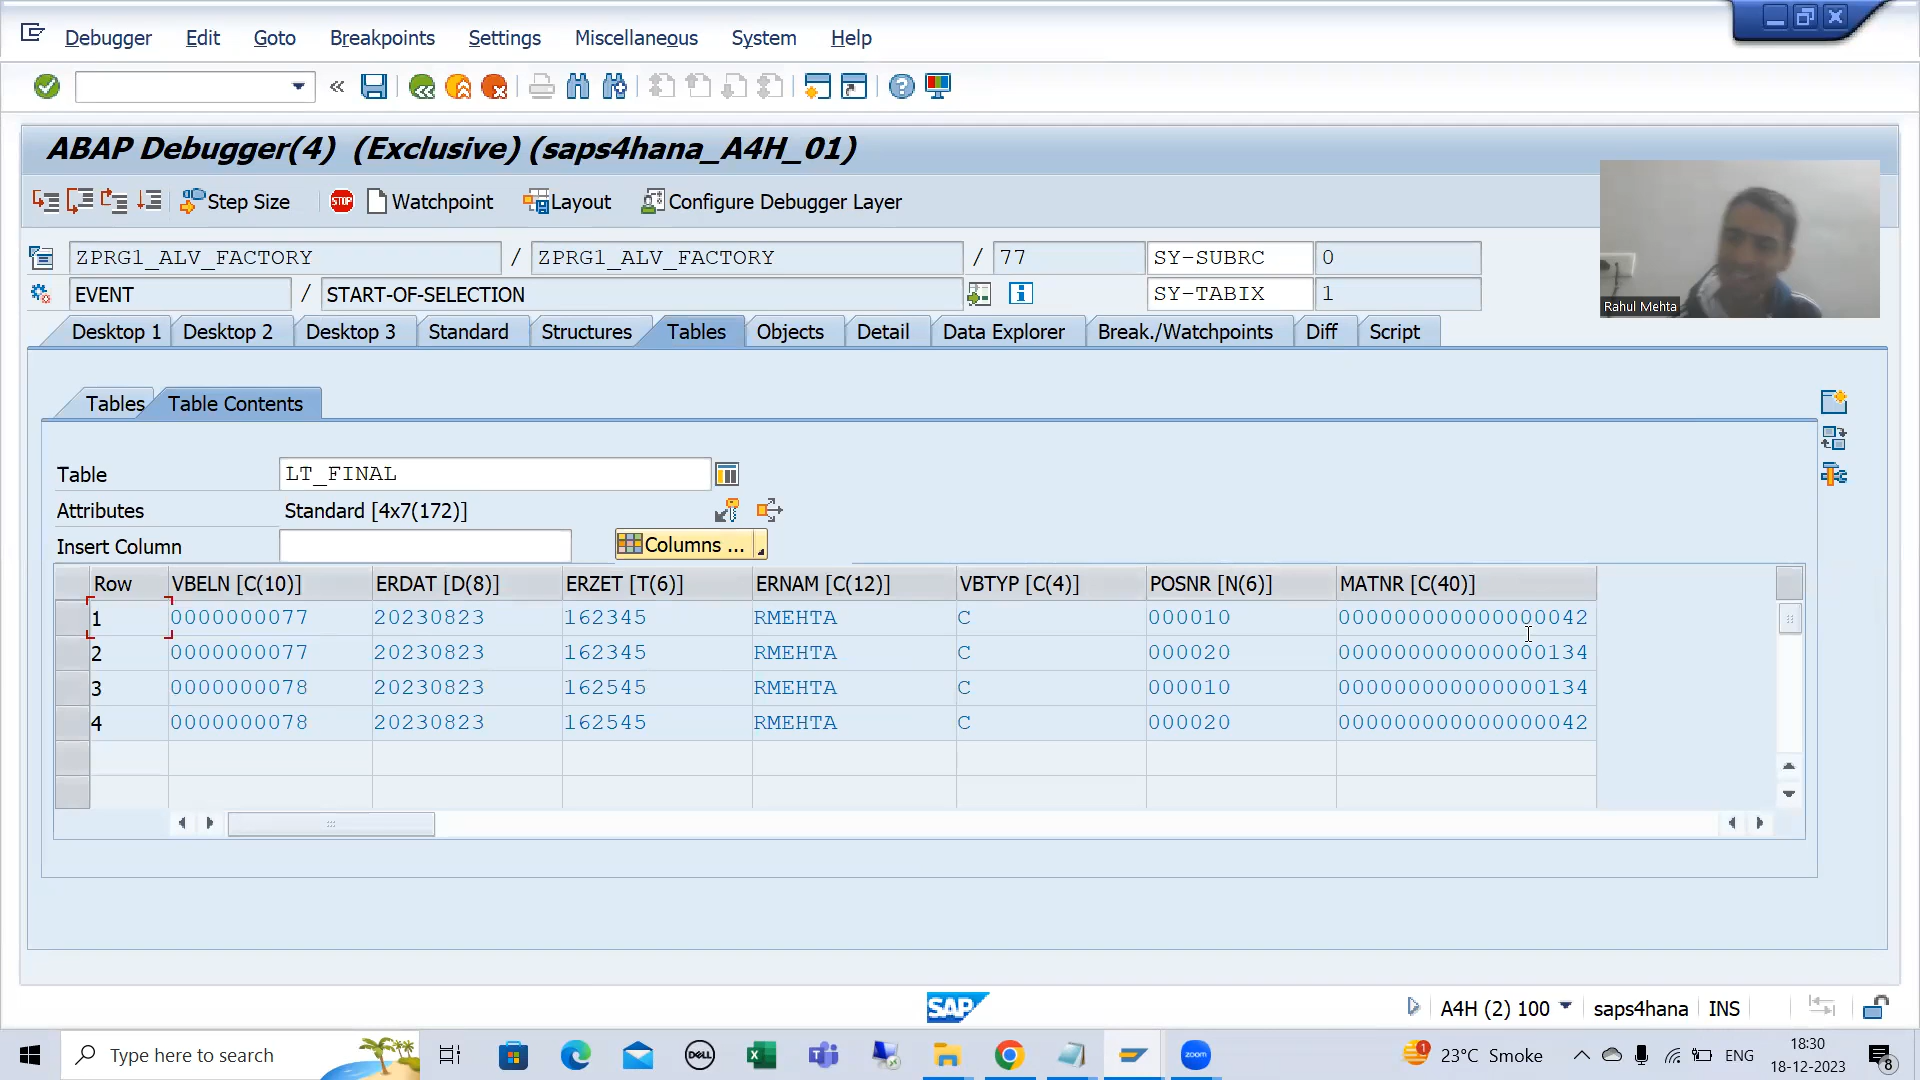 Debugger Edit Goto Breakpoints Settings Miscellaneous System Help
ABAP Debugger(4) (Exclusive) (saps4hana_A4H_01)
Step Size STOP Watchpoint Layout Configure Debugger Layer
ZPRG1_ALV_FACTORY / ZPRG1_ALV_FACTORY / 77 SY-SUBRC 0
EVENT / START-OF-SELECTION SY-TABIX 1
Rahul Mehta
Desktop 1 Desktop 2 Desktop 3 Standard Structures Tables Objects Detail Data Explorer Break./Watchpoints Diff Script
Tables Table Contents
Table LT_FINAL
Attributes Standard [4x7(172)]
Insert Column Columns ...
Row VBELN [C(10)] ERDAT [D(8)] ERZET [T(6)] ERNAM [C(12)] VBTYP [C(4)] POSNR [N(6)] MATNR [C(40)]
1 0000000077 20230823 162345 RMEHTA C 000010 000000000000000042
2 0000000077 20230823 162345 RMEHTA C 000020 000000000000000134
3 0000000078 20230823 162545 RMEHTA C 000010 000000000000000134
4 0000000078 20230823 162545 RMEHTA C 000020 000000000000000042
SAP
A4H (2) 100 saps4hana INS
Type here to search
DELL
zoom
1
23°C Smoke
ENG
18:30
18-12-2023
8